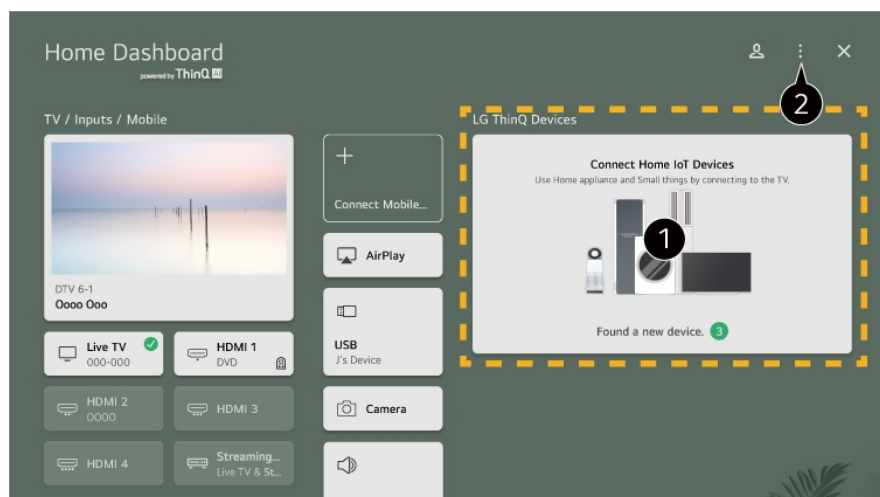 Home Dashboard
powered by ThinQ AI
2
TV / Inputs / Mobile
LG ThinQ Devices
DTV 6-1
Oooo Ooo
Live TV
000-000
HDMI 1
DVD
HDMI 2
OOOO
HDMI 3
HDMI 4
Streaming...
Live TV & St...
Connect Mobile...
AirPlay
USB
J's Device
Camera
Connect Home IoT Devices
Use Home appliance and Small things by connecting to the TV.
1
Found a new device. 3